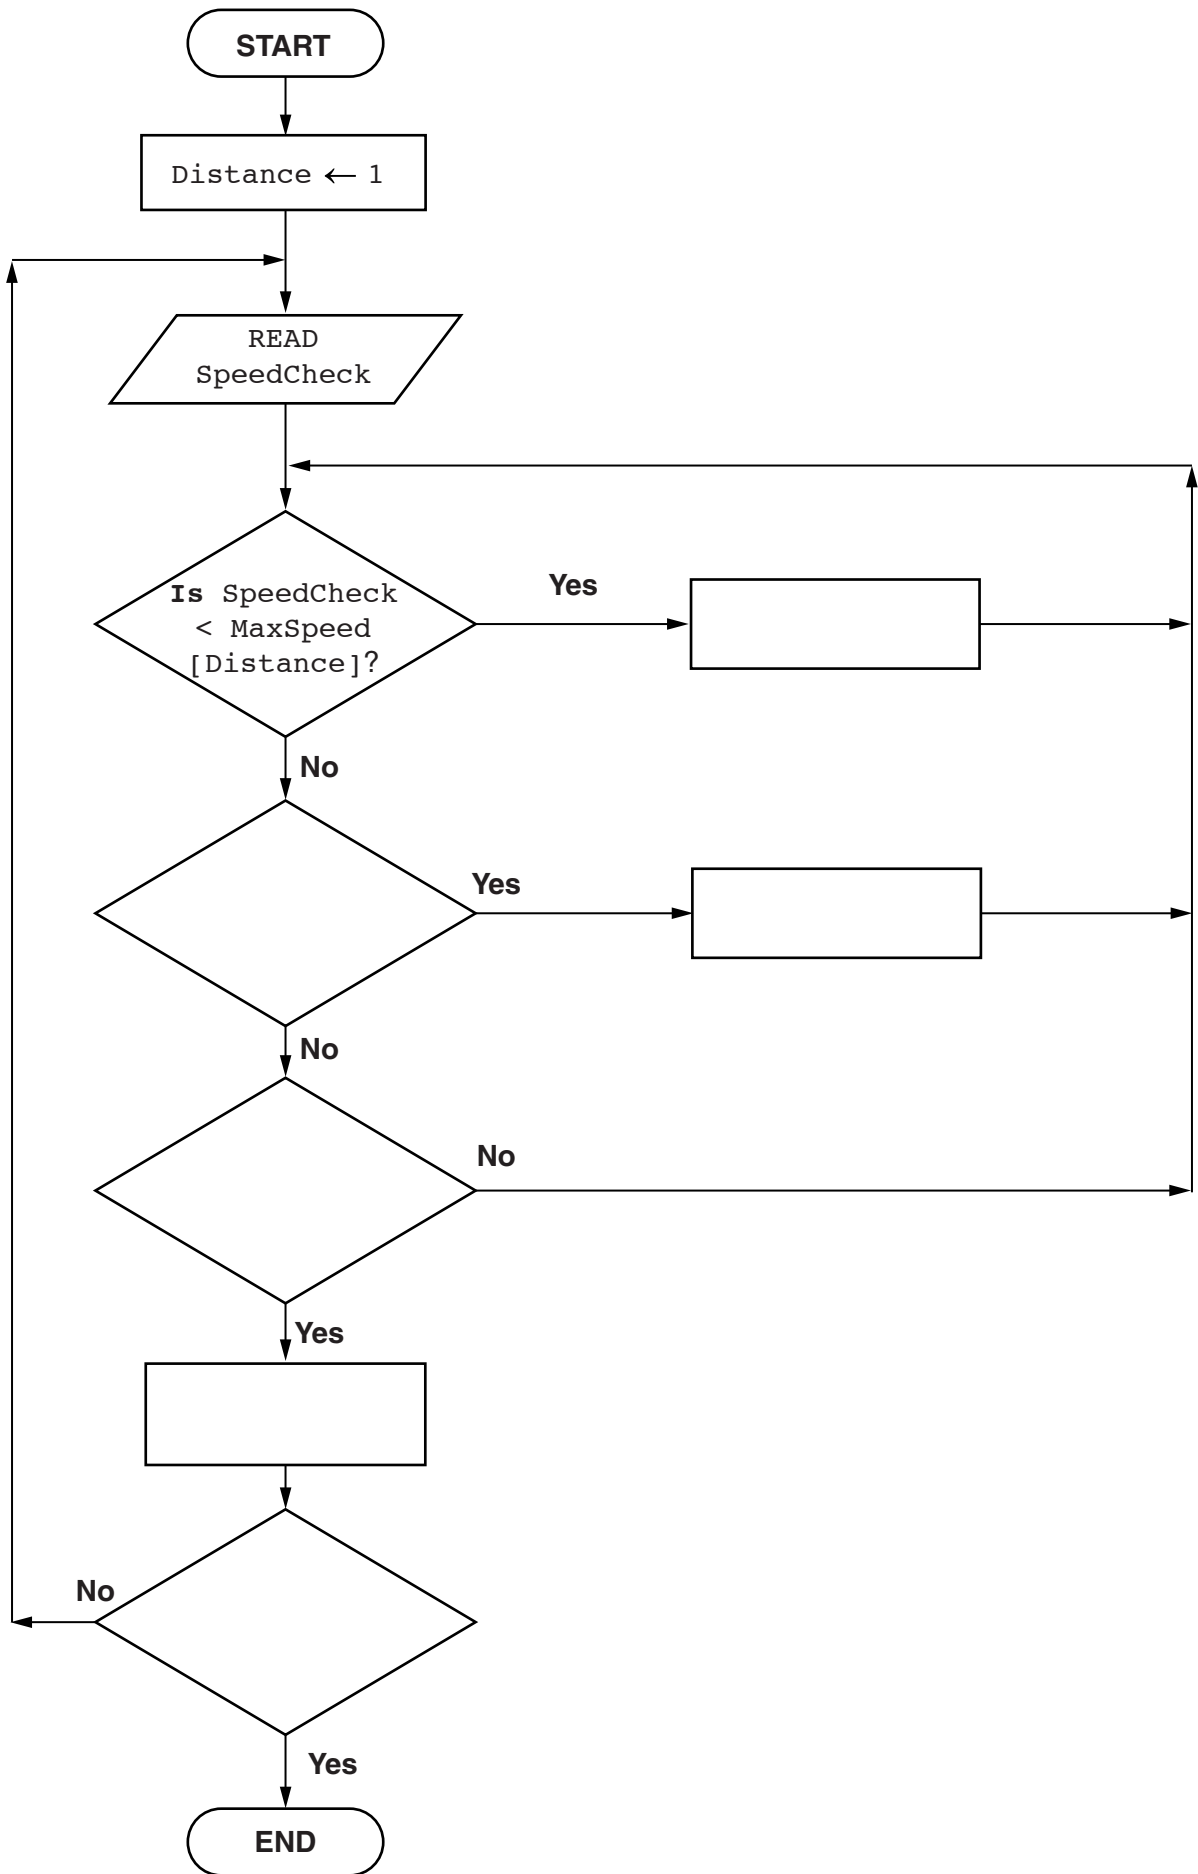 START
Distance ← 1
READ
SpeedCheck
Is SpeedCheck
< MaxSpeed
[Distance]?
Yes
No
Yes
No
No
Yes
No
Yes
END